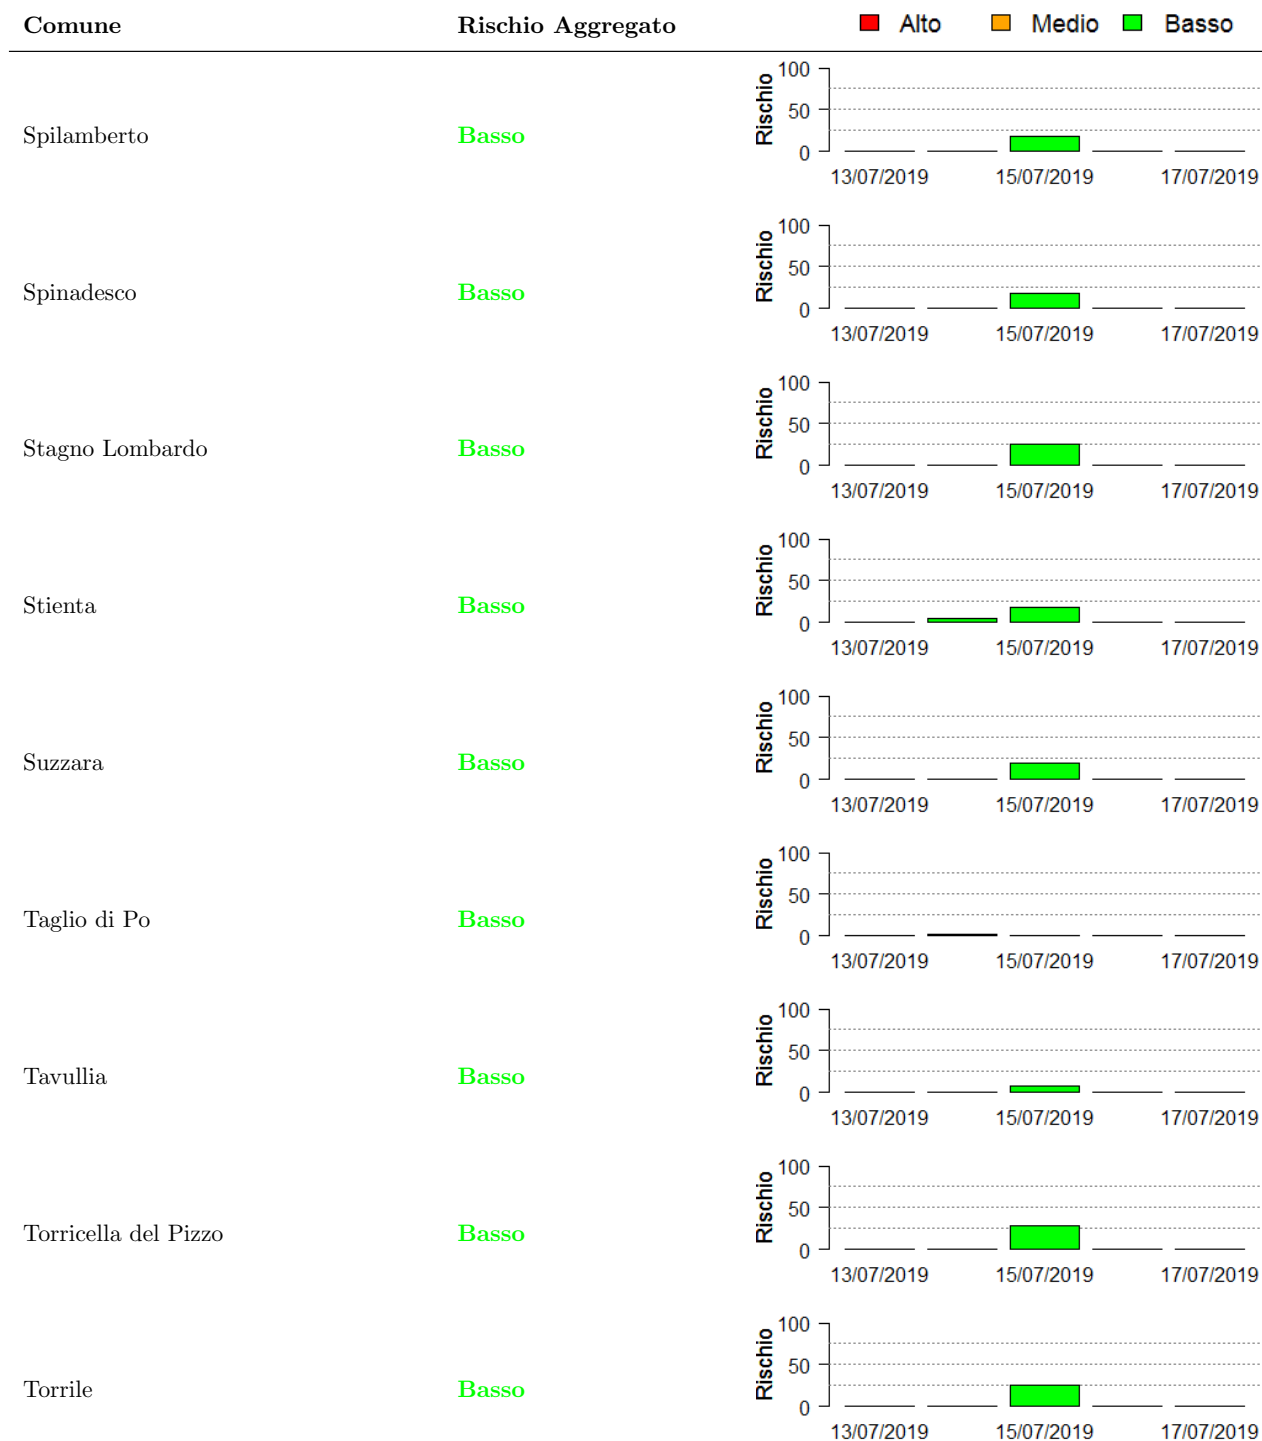 Comune Rischio Aggregato Alto Medio Basso
100
50
0
Rischio
Spilamberto Basso
13/07/2019 15/07/2019 17/07/2019
100
50
0
Rischio
Spinadesco Basso
13/07/2019 15/07/2019 17/07/2019
100
50
0
Rischio
Stagno Lombardo Basso
13/07/2019 15/07/2019 17/07/2019
100
50
0
Rischio
Stienta Basso
13/07/2019 15/07/2019 17/07/2019
100
50
0
Rischio
Suzzara Basso
13/07/2019 15/07/2019 17/07/2019
100
50
0
Rischio
Taglio di Po Basso
13/07/2019 15/07/2019 17/07/2019
100
50
0
Rischio
Tavullia Basso
13/07/2019 15/07/2019 17/07/2019
100
50
0
Rischio
Torricella del Pizzo Basso
13/07/2019 15/07/2019 17/07/2019
100
50
0
Rischio
Torrile Basso
13/07/2019 15/07/2019 17/07/2019